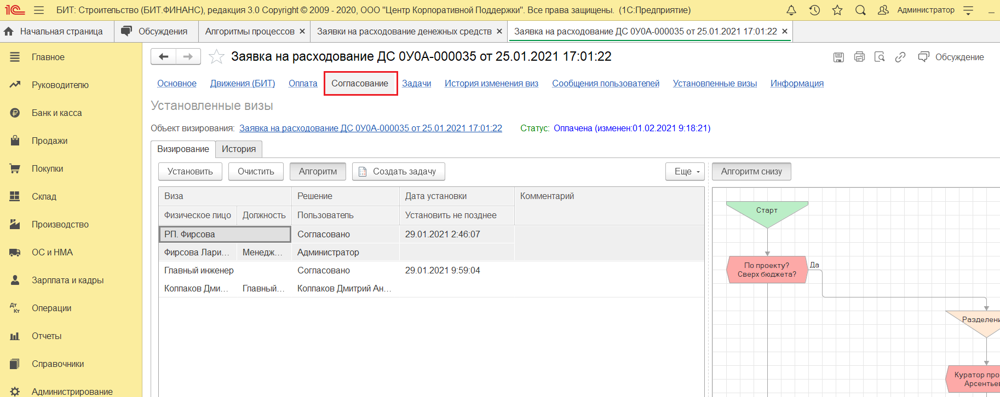 1С БИТ: Строительство (БИТ.ФИНАНС), редакция 3.0 Copyright © 2009 - 2020, ООО "Центр Корпоративной Поддержки". Все права защищены. (1С:Предприятие) Администратор
Начальная страница Обсуждения Алгоритмы процессов × Заявки на расходование денежных средств × Заявка на расходование ДС 0У0А-000035 от 25.01.2021 17:01:22 ×
Главное
Руководителю
Банк и касса
Продажи
Покупки
Склад
Производство
ОС и НМА
Зарплата и кадры
Дт Кт Операции
Отчеты
Справочники
Администрирование
Заявка на расходование ДС 0У0А-000035 от 25.01.2021 17:01:22 Обсуждение
Основное Движения (БИТ) Оплата Согласование Задачи История изменения виз Сообщения пользователей Установленные визы Информация
Установленные визы
Объект визирования: Заявка на расходование ДС 0У0А-000035 от 25.01.2021 17:01:22 Статус: Оплачена (изменен:01.02.2021 9:18:21)
Визирование История
Установить Очистить Алгоритм Создать задачу Еще Алгоритм снизу
Виза Решение Дата установки Комментарий
Физическое лицо Должность Пользователь Установить не позднее
РП. Фирсова Согласовано 29.01.2021 2:46:07
Фирсова Лари... Менедж... Администратор
Главный инженер Согласовано 29.01.2021 9:59:04
Колпаков Дми... Главный... Колпаков Дмитрий Ан...
Старт
По проекту?
Сверх бюджета?
Да
Разделени
Куратор про
Арсентьев